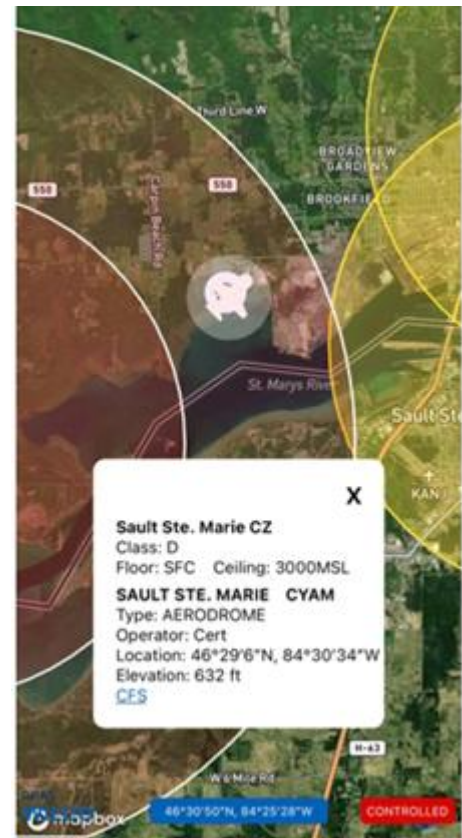 Third Line W
BROADVIEW
GARDENS
BROOKFIELD
550
550
St. Marys River
Sault Ste
X
Sault Ste. Marie CZ
Class: D
Floor: SFC Ceiling: 3000MSL
SAULT STE. MARIE CYAM
Type: AERODROME
Operator: Cert
Location: 46°29'6"N, 84°30'34"W
Elevation: 632 ft
CFS
H-63
W 6 Mile Rd
mapbox
46°30'50"N, 84°25'28"W
CONTROLLED